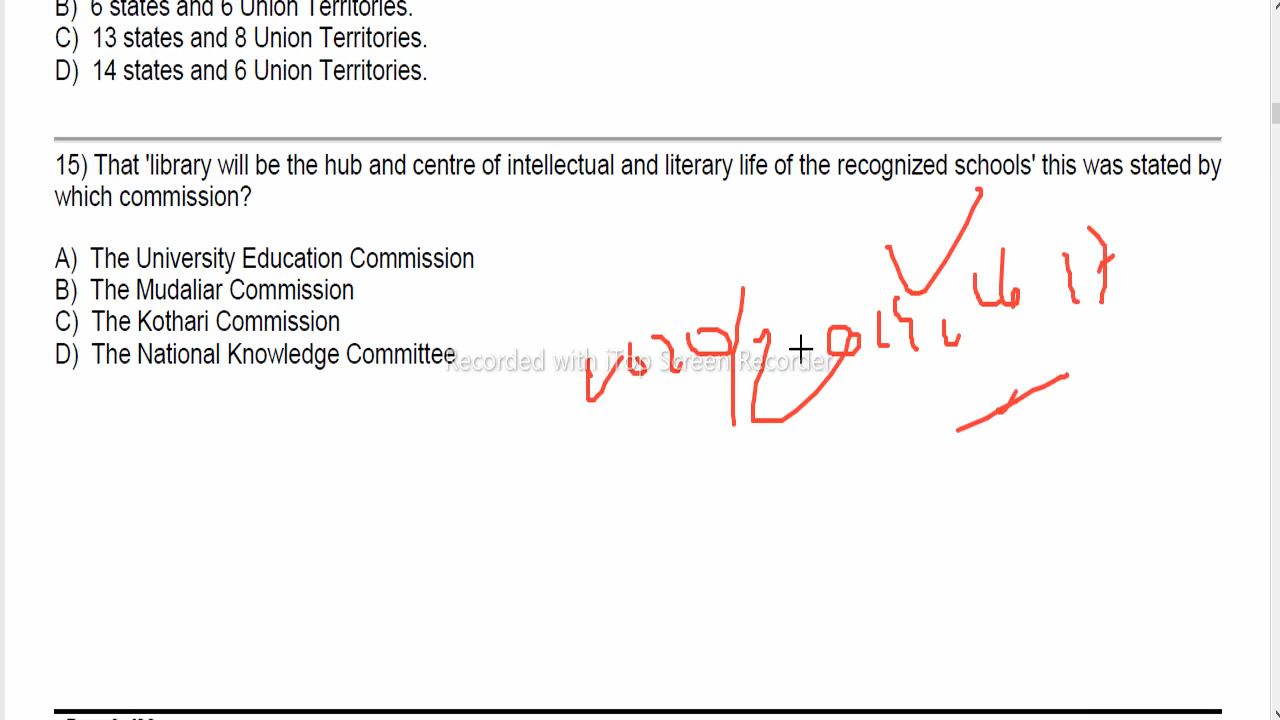 B) 6 states and 6 Union Territories.
C) 13 states and 8 Union Territories.
D) 14 states and 6 Union Territories.
15) That 'library will be the hub and centre of intellectual and literary life of the recognized schools' this was stated by
which commission?
A) The University Education Commission
B) The Mudaliar Commission
C) The Kothari Commission
D) The National Knowledge Committee
Recorded with iTop Screen Recorder